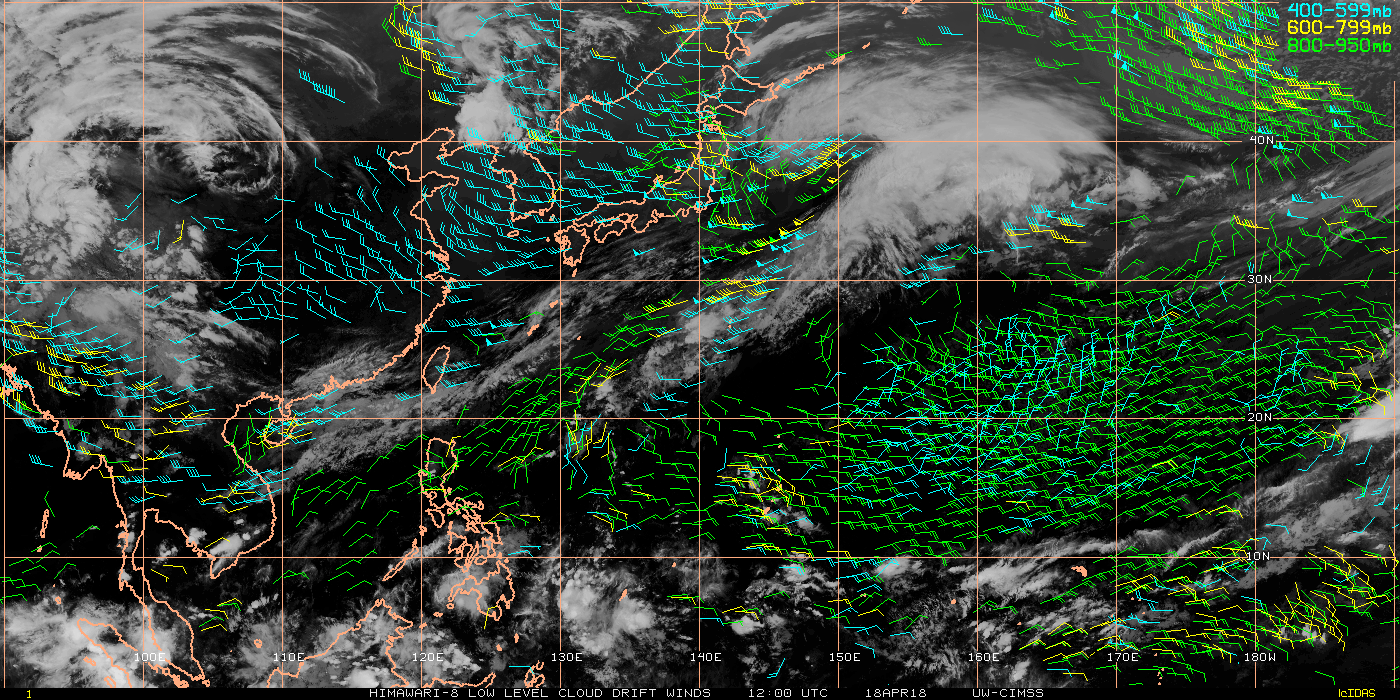 400-599mb
600-799mb
800-950mb
40N
30N
20N
10N
100E 110E 120E 130E 140E 150E 160E 170E 180W
1 HIMAWARI-8 LOW LEVEL CLOUD DRIFT WINDS 12:00 UTC 18APR18 UW-CIMSS McIDAS